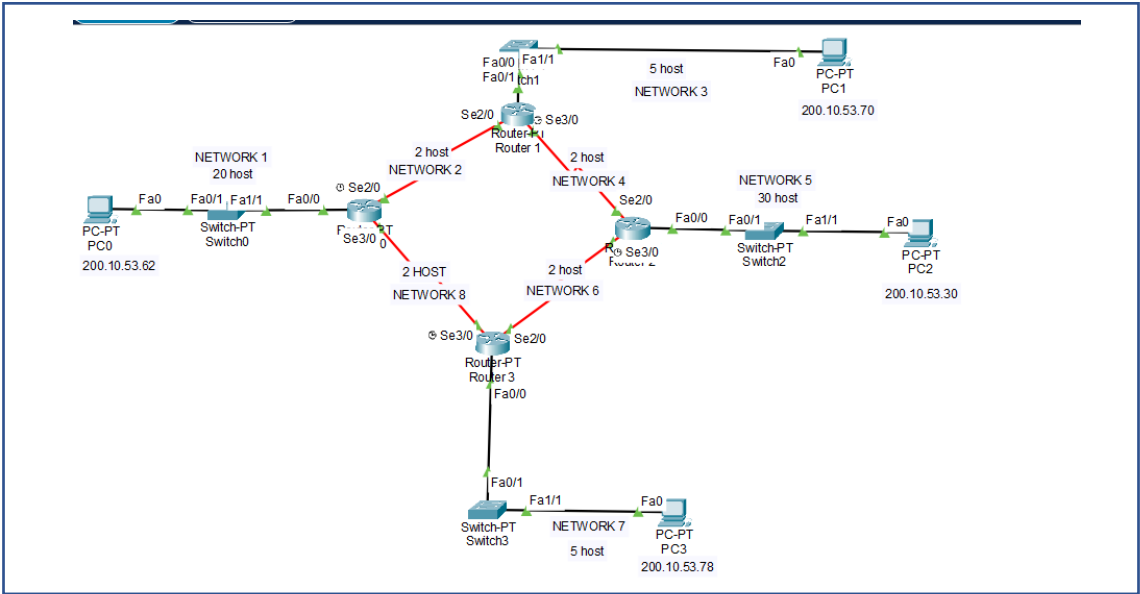 Fa0/0
Fa1/1
Fa0/1
tch1
5 host
NETWORK 3
Fa0
PC-PT
PC1
200.10.53.70
Se2/0
Se3/0
Router 1
2 host
NETWORK 2
2 host
NETWORK 4
NETWORK 1
20 host
Fa0
Fa0/1
Fa1/1
Fa0/0
Se2/0
PC-PT
PC0
200.10.53.62
Switch-PT
Switch0
Se3/0
NETWORK 5
30 host
Se2/0
Fa0/0
Fa0/1
Fa1/1
Fa0
Se3/0
Switch-PT
Switch2
PC-PT
PC2
200.10.53.30
2 HOST
NETWORK 8
2 host
NETWORK 6
Se3/0
Se2/0
Router-PT
Router 3
Fa0/0
Fa0/1
Fa1/1
Fa0
Switch-PT
Switch3
NETWORK 7
5 host
PC-PT
PC3
200.10.53.78